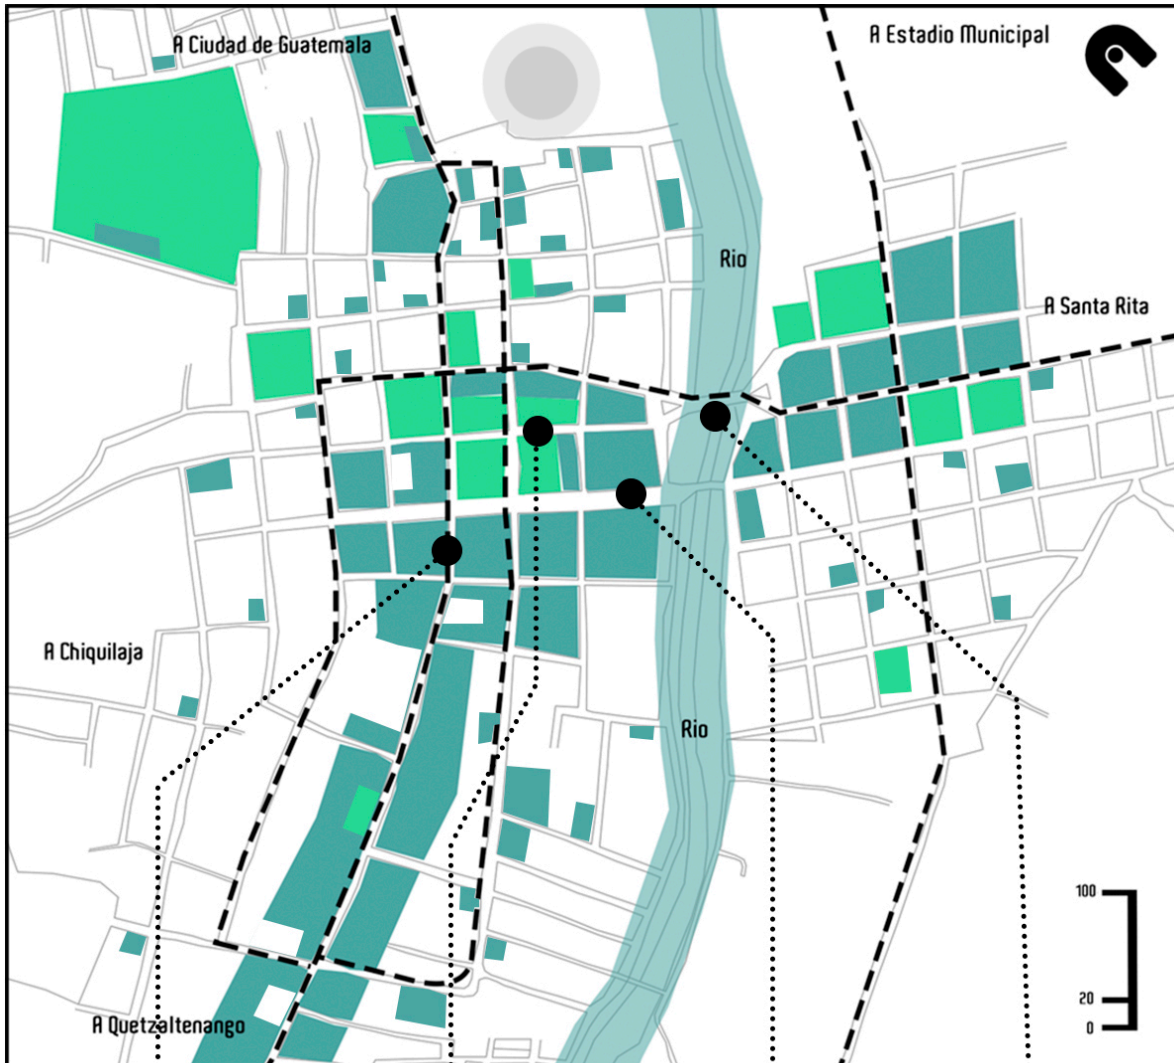 A Ciudad de Guatemala
A Estadio Municipal
Rio
A Santa Rita
A Chiquilaja
Rio
100
20
0
A Quetzaltenango